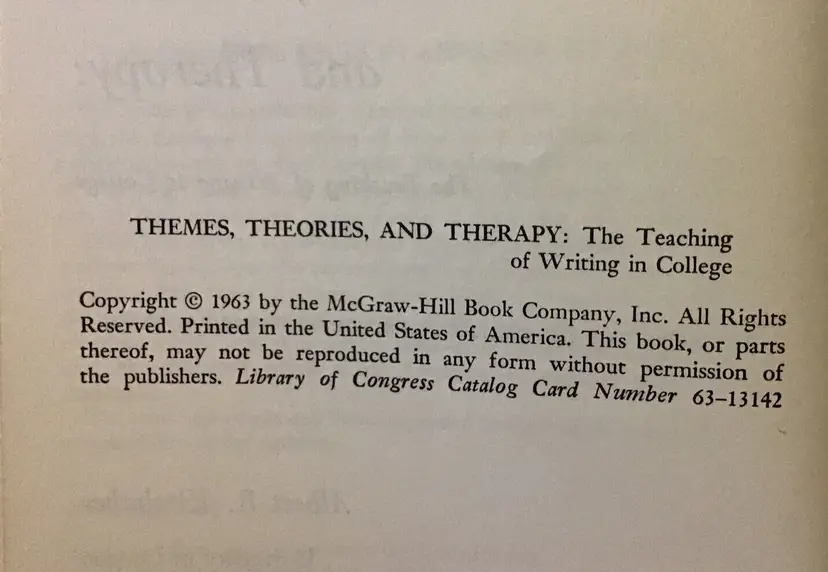 THEMES, THEORIES, AND THERAPY: The Teaching
of Writing in College
Copyright © 1963 by the McGraw-Hill Book Company, Inc. All Rights
Reserved. Printed in the United States of America. This book, or parts
thereof, may not be reproduced in any form without permission of
the publishers. Library of Congress Catalog Card Number 63–13142